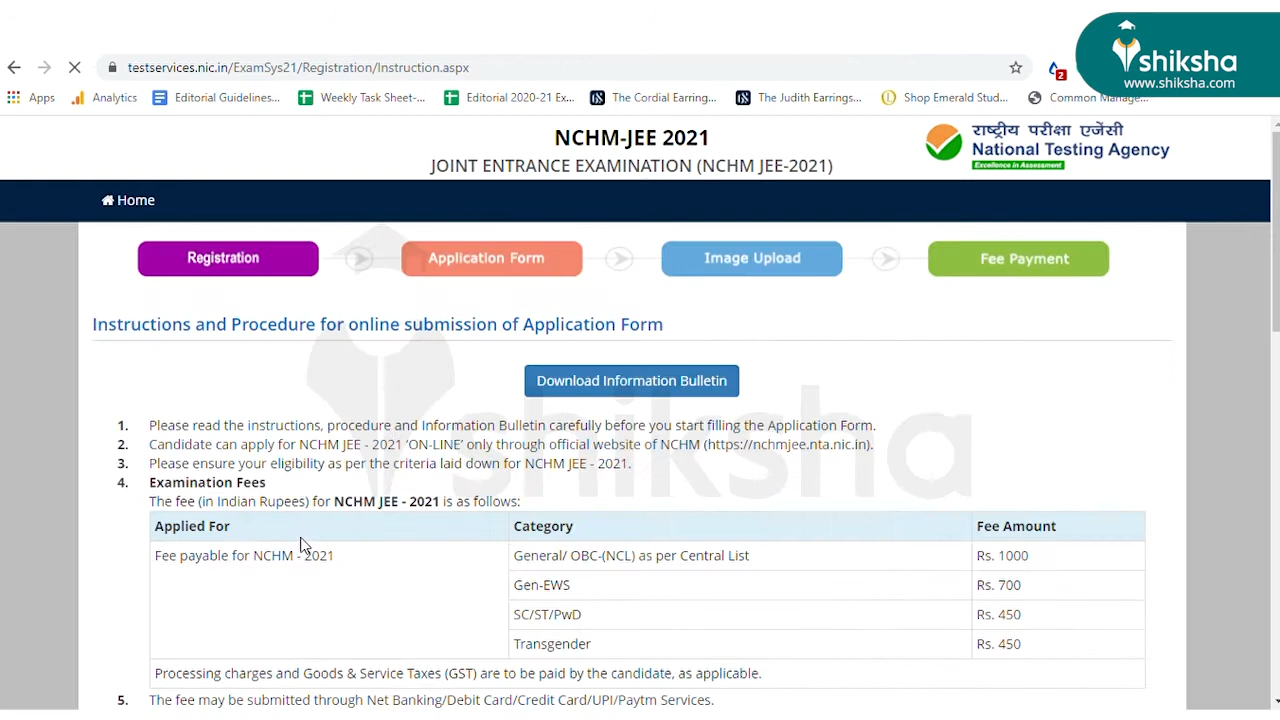 shiksha
www.shiksha.com
testservices.nic.in/ExamSys21/Registration/Instruction.aspx
2
Apps Analytics Editorial Guidelines... Weekly Task Sheet-... Editorial 2020-21 Ex... The Cordial Earring... The Judith Earrings... Shop Emerald Stud... Common Manage...
NCHM-JEE 2021
JOINT ENTRANCE EXAMINATION (NCHM JEE-2021)
राष्ट्रीय परीक्षा एजेंसी
National Testing Agency
Excellence in Assessment
Home
Registration Application Form Image Upload Fee Payment
Instructions and Procedure for online submission of Application Form
Download Information Bulletin
shiksha
1. Please read the instructions, procedure and Information Bulletin carefully before you start filling the Application Form.
2. Candidate can apply for NCHM JEE - 2021 ‘ON-LINE’ only through official website of NCHM (https://nchmjee.nta.nic.in).
3. Please ensure your eligibility as per the criteria laid down for NCHM JEE - 2021.
4. Examination Fees
The fee (in Indian Rupees) for NCHM JEE - 2021 is as follows:
Applied For Category Fee Amount
Fee payable for NCHM - 2021 General/ OBC-(NCL) as per Central List Rs. 1000
Gen-EWS Rs. 700
SC/ST/PwD Rs. 450
Transgender Rs. 450
Processing charges and Goods & Service Taxes (GST) are to be paid by the candidate, as applicable.
5. The fee may be submitted through Net Banking/Debit Card/Credit Card/UPI/Paytm Services.